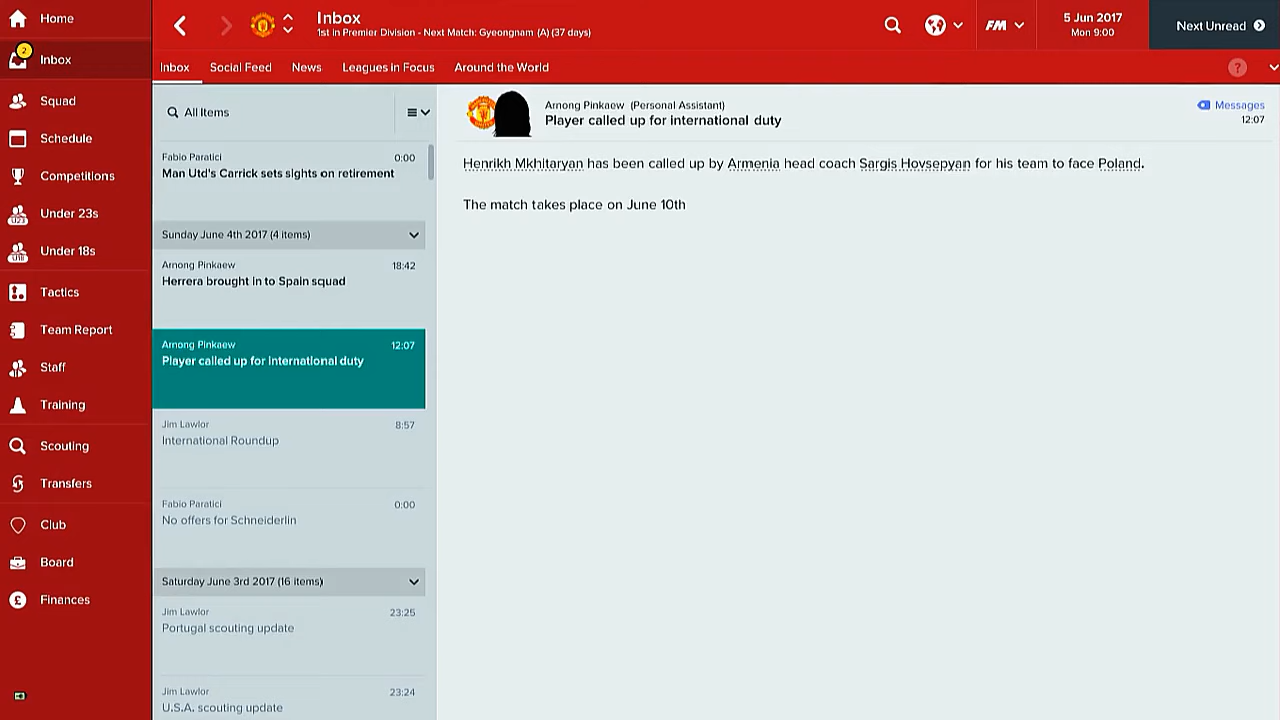 Home
2
Inbox
Squad
Schedule
Competitions
Under 23s
Under 18s
Tactics
Team Report
Staff
Training
Scouting
Transfers
Club
Board
Finances
Inbox
1st in Premier Division - Next Match: Gyeongnam (A) (37 days)
FM
5 Jun 2017
Mon 9:00
Next Unread
Inbox
Social Feed
News
Leagues in Focus
Around the World
?
All Items
Fabio Paratici 0:00
Man Utd's Carrick sets sights on retirement
Sunday June 4th 2017 (4 items)
Arnong Pinkaew 18:42
Herrera brought in to Spain squad
Arnong Pinkaew 12:07
Player called up for international duty
Jim Lawlor 8:57
International Roundup
Fabio Paratici 0:00
No offers for Schneiderlin
Saturday June 3rd 2017 (16 items)
Jim Lawlor 23:25
Portugal scouting update
Jim Lawlor 23:24
U.S.A. scouting update
Arnong Pinkaew (Personal Assistant)
Player called up for international duty
Messages
12:07
Henrikh Mkhitaryan has been called up by Armenia head coach Sargis Hovsepyan for his team to face Poland.
The match takes place on June 10th